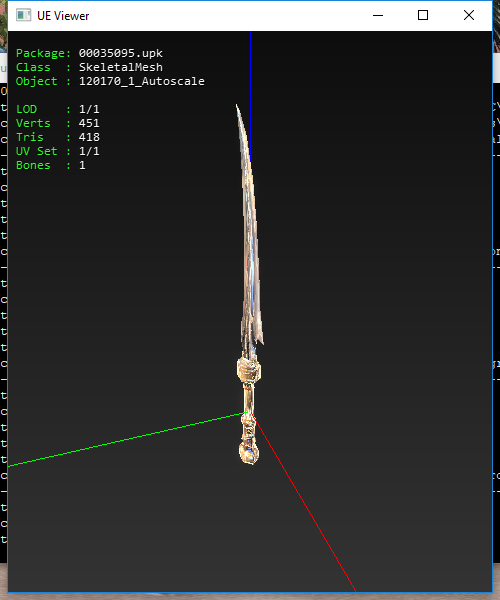 UE Viewer
Package: 00035095.upk
Class : SkeletalMesh
Object : 120170_1_Autoscale
LOD : 1/1
Verts : 451
Tris : 418
UV Set : 1/1
Bones : 1